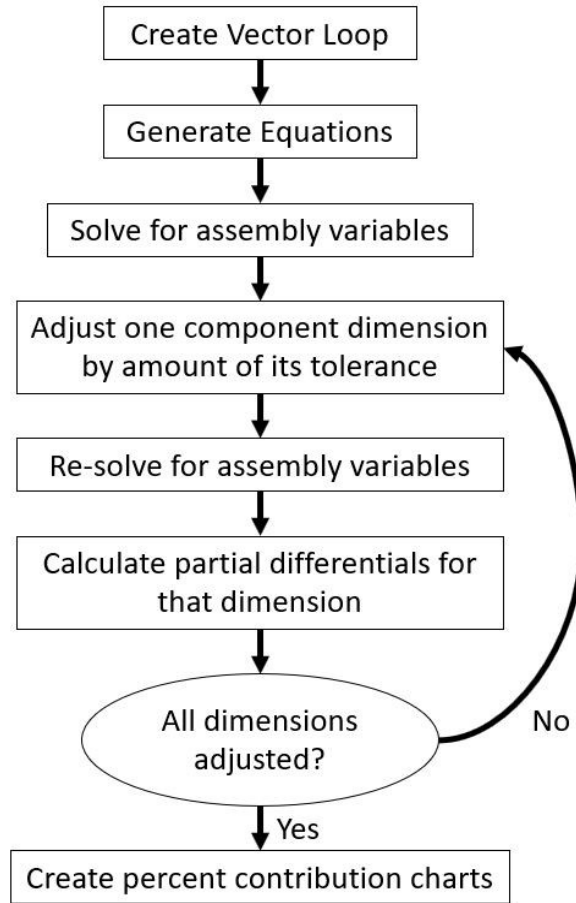 Create Vector Loop
Generate Equations
Solve for assembly variables
Adjust one component dimension
by amount of its tolerance
Re-solve for assembly variables
Calculate partial differentials for
that dimension
All dimensions
adjusted?
No
Yes
Create percent contribution charts